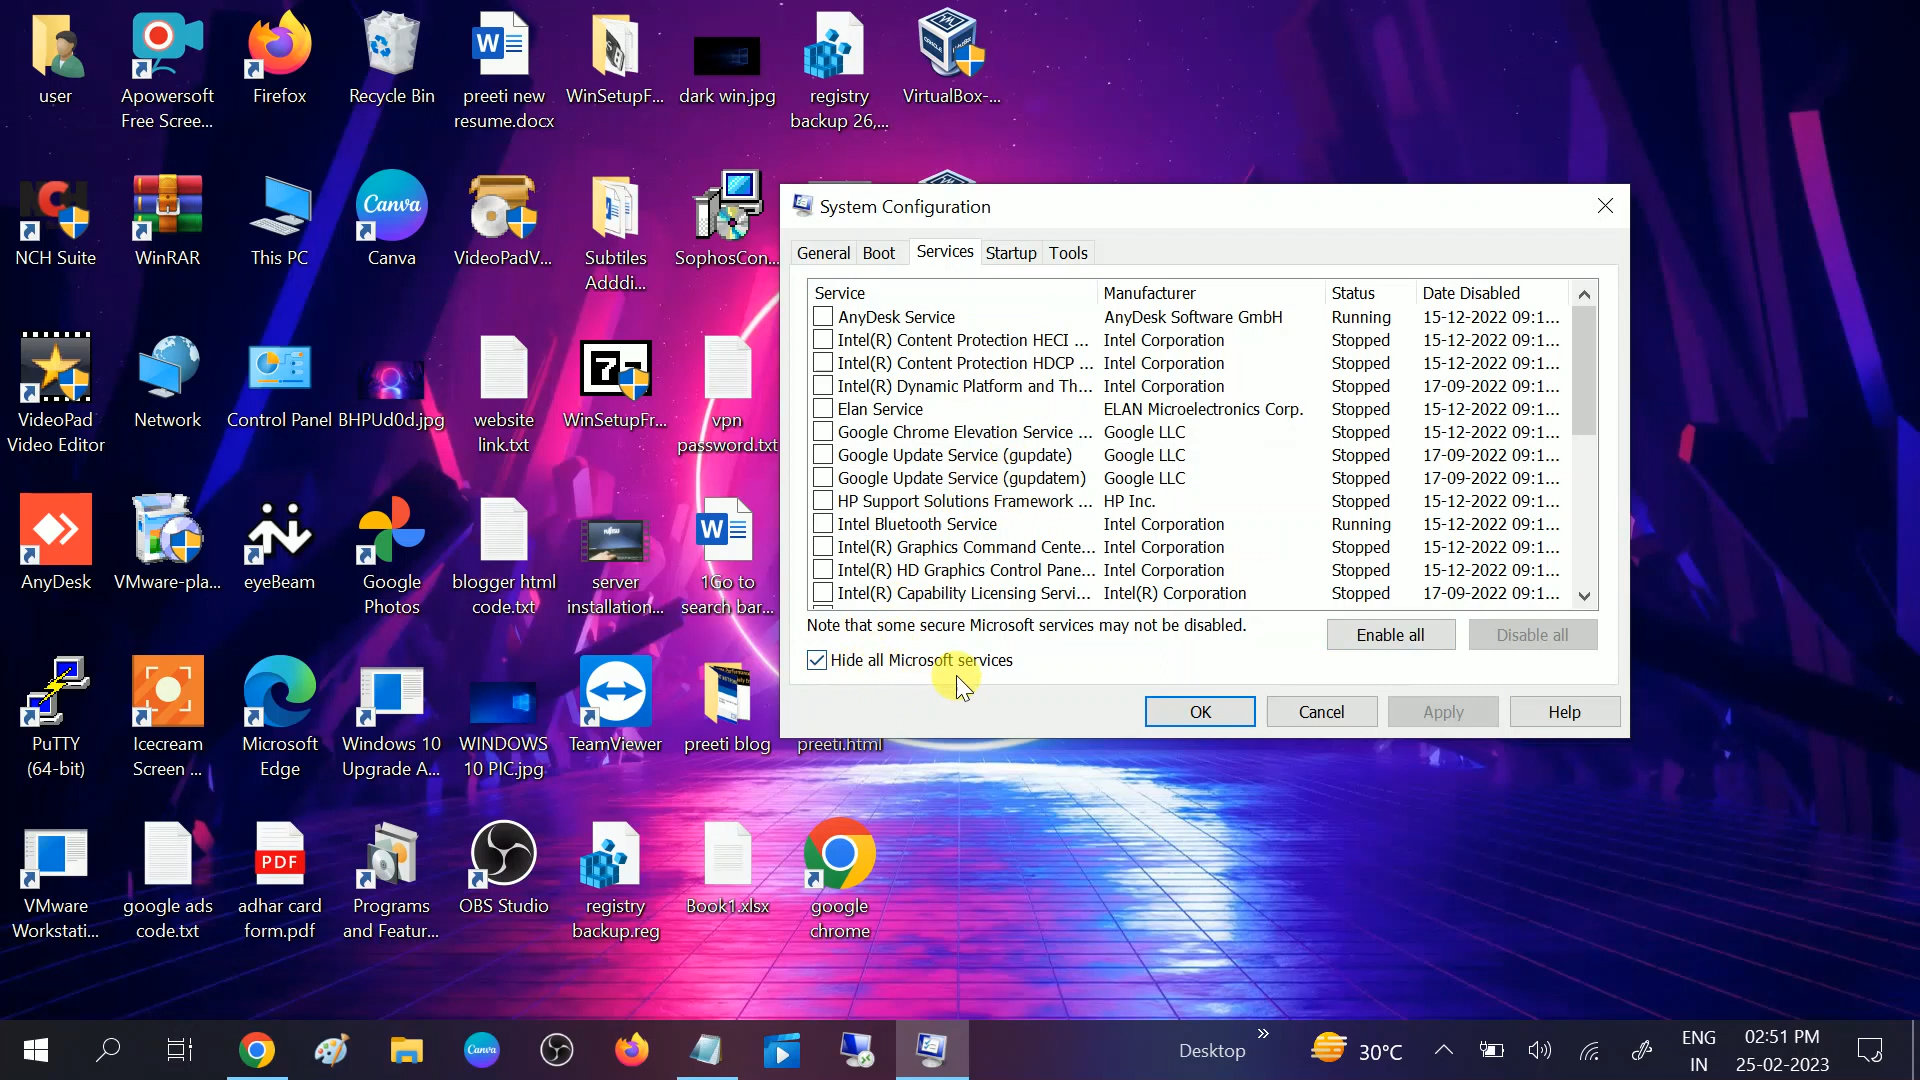 user
Apowersoft
Free Scree...
Firefox
Recycle Bin
preeti new
resume.docx
WinSetupF...
dark win.jpg
registry
backup 26,...
VirtualBox-...
NCH Suite
WinRAR
This PC
Canva
Canva
VideoPadV...
Subtiles
Adddi...
SophosCon...
VideoPad
Video Editor
Network
Control Panel
BHPUd0d.jpg
website
link.txt
WinSetupFr...
vpn
password.txt
AnyDesk
VMware-pla...
eyeBeam
Google
Photos
blogger html
code.txt
server
installation...
1Go to
search bar...
PuTTY
(64-bit)
Icecream
Screen ...
Microsoft
Edge
Windows 10
Upgrade A...
WINDOWS
10 PIC.jpg
TeamViewer
preeti blog
preeti.html
VMware
Workstati...
google ads
code.txt
PDF
adhar card
form.pdf
Programs
and Featur...
OBS Studio
registry
backup.reg
Book1.xlsx
google
chrome
System Configuration
General Boot Services Startup Tools
Service Manufacturer Status Date Disabled
AnyDesk Service AnyDesk Software GmbH Running 15-12-2022 09:1...
Intel(R) Content Protection HECI ... Intel Corporation Stopped 15-12-2022 09:1...
Intel(R) Content Protection HDCP ... Intel Corporation Stopped 15-12-2022 09:1...
Intel(R) Dynamic Platform and Th... Intel Corporation Stopped 17-09-2022 09:1...
Elan Service ELAN Microelectronics Corp. Stopped 15-12-2022 09:1...
Google Chrome Elevation Service ... Google LLC Stopped 15-12-2022 09:1...
Google Update Service (gupdate) Google LLC Stopped 17-09-2022 09:1...
Google Update Service (gupdatem) Google LLC Stopped 17-09-2022 09:1...
HP Support Solutions Framework ... HP Inc. Stopped 15-12-2022 09:1...
Intel Bluetooth Service Intel Corporation Running 15-12-2022 09:1...
Intel(R) Graphics Command Cente... Intel Corporation Stopped 15-12-2022 09:1...
Intel(R) HD Graphics Control Pane... Intel Corporation Stopped 15-12-2022 09:1...
Intel(R) Capability Licensing Servi... Intel(R) Corporation Stopped 17-09-2022 09:1...
Note that some secure Microsoft services may not be disabled.
Enable all
Disable all
Hide all Microsoft services
OK
Cancel
Apply
Help
Canva
Desktop
30°C
ENG
IN
02:51 PM
25-02-2023